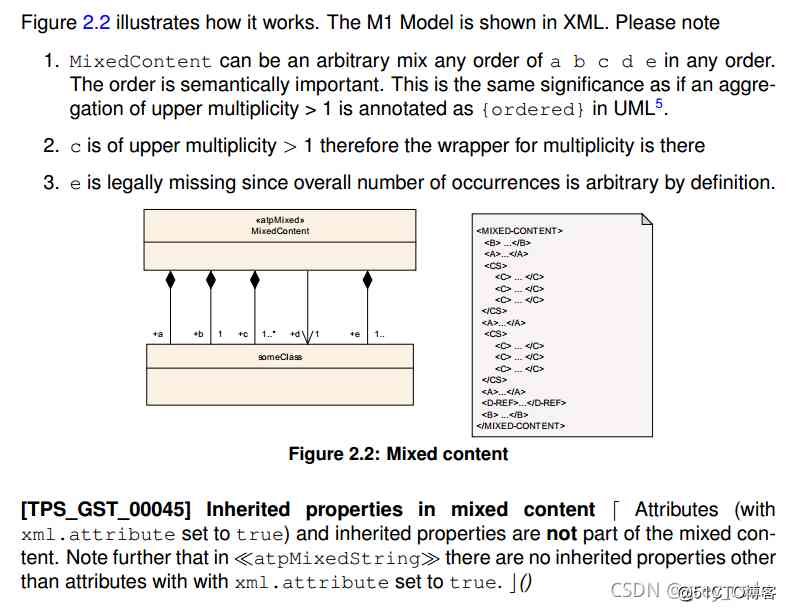 Figure 2.2 illustrates how it works. The M1 Model is shown in XML. Please note
1. MixedContent can be an arbitrary mix any order of a b c d e in any order.
The order is semantically important. This is the same significance as if an aggre-
gation of upper multiplicity > 1 is annotated as {ordered} in UML5.
2. c is of upper multiplicity > 1 therefore the wrapper for multiplicity is there
3. e is legally missing since overall number of occurrences is arbitrary by definition.
«atpMixed»
MixedContent
+a +b 1 +c 1..* +d 1 +e 1..
someClass
<MIXED-CONTENT>
<B> ...</B>
<A>...</A>
<CS>
<C> ... </C>
<C> ... </C>
<C> ... </C>
</CS>
<A>...</A>
<CS>
<C> ... </C>
<C> ... </C>
<C> ... </C>
</CS>
<A>...</A>
<D-REF>...</D-REF>
<B> ...</B>
</MIXED-CONTENT>
Figure 2.2: Mixed content
[TPS_GST_00045] Inherited properties in mixed content ⌈ Attributes (with
xml.attribute set to true) and inherited properties are not part of the mixed con-
tent. Note further that in ≪atpMixedString≫ there are no inherited properties other
than attributes with with xml.attribute set to true. ⌋()
CSDN
@51CTO博客